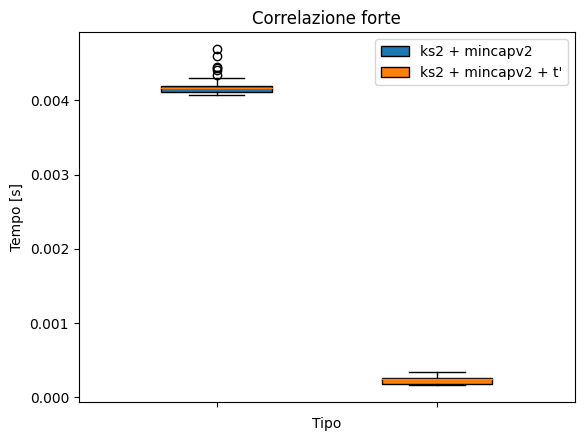 Correlazione forte
ks2 + mincapv2
ks2 + mincapv2 + t'
0.004
0.003
0.002
0.001
0.000
Tempo [s]
Tipo